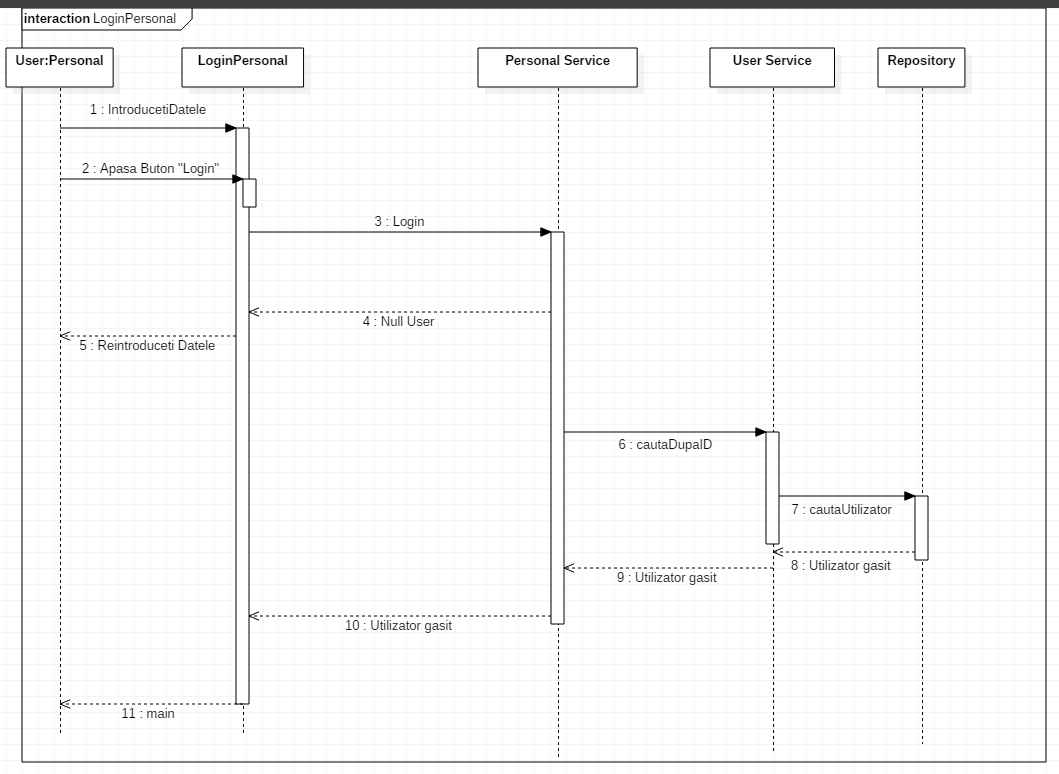 interaction LoginPersonal
User:Personal
LoginPersonal
Personal Service
User Service
Repository
1 : IntroducetiDatele
2 : Apasa Buton "Login"
3 : Login
4 : Null User
5 : Reintroduceti Datele
6 : cautaDupaID
7 : cautaUtilizator
8 : Utilizator gasit
9 : Utilizator gasit
10 : Utilizator gasit
11 : main